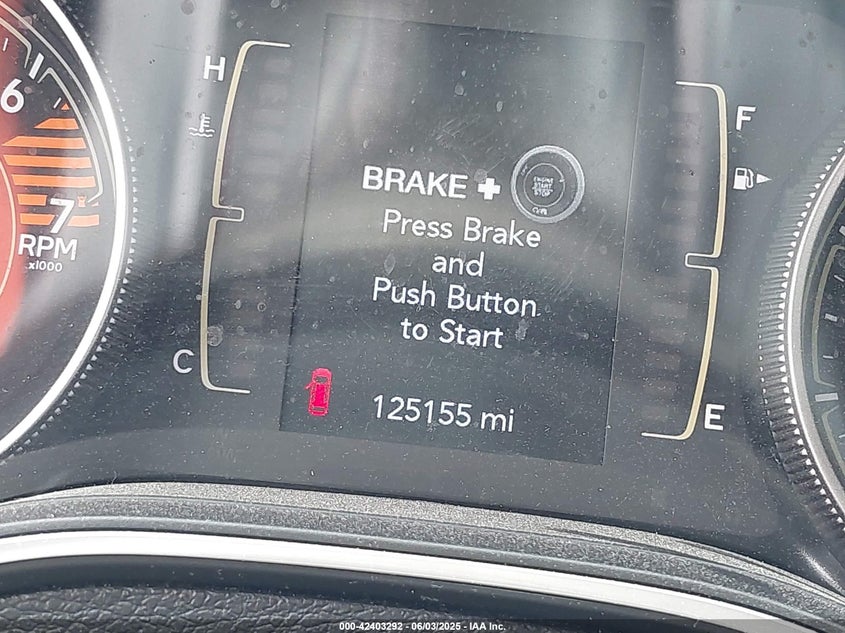 6
7
RPM
x1000
H
C
BRAKE +
ENGINE
START
STOP
Press Brake
and
Push Button
to Start
125155 mi
F
E
000-42403292 - 06/03/2025 - IAA Inc.